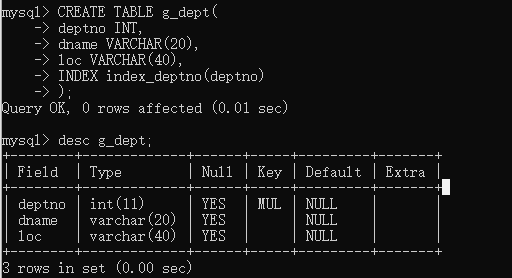 mysql> CREATE TABLE g_dept(
    -> deptno INT,
    -> dname VARCHAR(20),
    -> loc VARCHAR(40),
    -> INDEX index_deptno(deptno)
    -> );
Query OK, 0 rows affected (0.01 sec)

mysql> desc g_dept;
+--------+-------------+------+-----+---------+-------+
| Field  | Type        | Null | Key | Default | Extra |
+--------+-------------+------+-----+---------+-------+
| deptno | int(11)     | YES  | MUL | NULL    |       |
| dname  | varchar(20) | YES  |     | NULL    |       |
| loc    | varchar(40) | YES  |     | NULL    |       |
+--------+-------------+------+-----+---------+-------+
3 rows in set (0.00 sec)